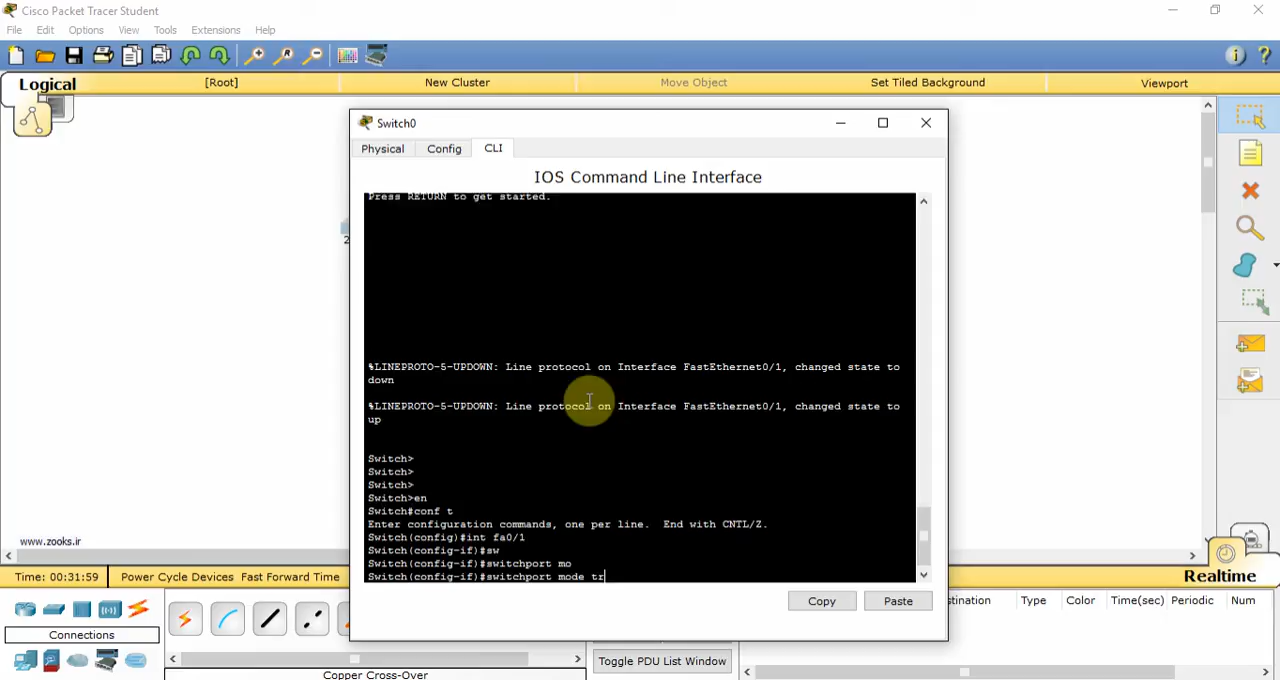 Cisco Packet Tracer Student
File Edit Options View Tools Extensions Help
Logical [Root] New Cluster Move Object Set Tiled Background Viewport
Switch0
Physical Config CLI
IOS Command Line Interface
Press RETURN to get started.
2
%LINEPROTO-5-UPDOWN: Line protocol on Interface FastEthernet0/1, changed state to
down
%LINEPROTO-5-UPDOWN: Line protocol on Interface FastEthernet0/1, changed state to
up
Switch>
Switch>
Switch>
Switch>en
Switch#conf t
Enter configuration commands, one per line.  End with CNTL/Z.
Switch(config)#int fa0/1
Switch(config-if)#sw
Switch(config-if)#switchport mo
Switch(config-if)#switchport mode tr
Copy Paste
www.zooks.ir
Time: 00:31:59 Power Cycle Devices Fast Forward Time Realtime
stination Type Color Time(sec) Periodic Num
Connections
Toggle PDU List Window
Copper Cross-Over